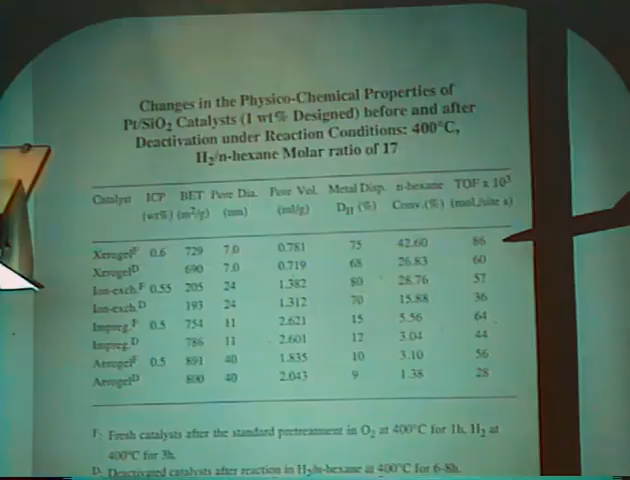 Changes in the Physico-Chemical Properties of
Pt/SiO2 Catalysts (1 wt% Designed) before and after
Deactivation under Reaction Conditions: 400°C,
H2/n-hexane Molar ratio of 17
Catalyst ICP BET Pore Dia. Pore Vol. Metal Disp. n-hexane TOF x 10³
(wt%) (m²/g) (nm) (ml/g) DH (%) Conv.(%) (mol./site s)
Xerogel F 0.6 729 7.0 0.781 75 42.60 86
Xerogel D 690 7.0 0.719 68 26.83 60
Ion-exch. F 0.55 205 24 1.382 80 28.76 57
Ion-exch. D 193 24 1.312 70 15.88 36
Impreg. F 0.5 754 11 2.621 15 5.56 64
Impreg. D 786 11 2.601 12 3.04 44
Aerogel F 0.5 891 40 1.835 10 3.10 56
Aerogel D 800 40 2.043 9 1.38 28
F: Fresh catalysts after the standard pretreatment in O2 at 400°C for 1h, H2 at
400°C for 3h.
D: Deactivated catalysts after reaction in H2/n-hexane at 400°C for 6-8h.